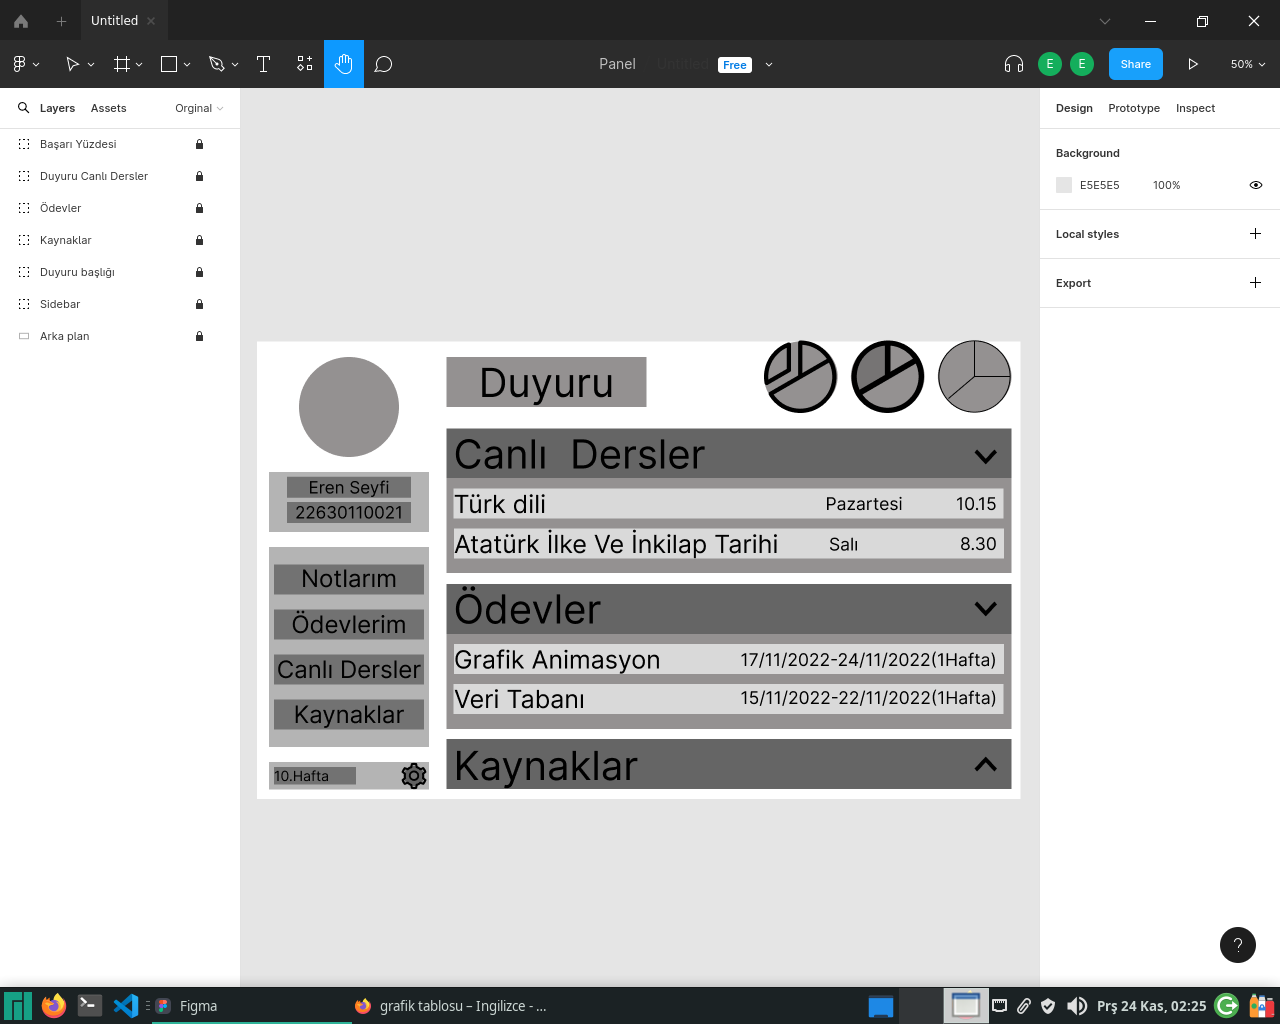 Untitled
Panel Untitled Free
E E Share 50%
Layers Assets Orginal
Design Prototype Inspect
Başarı Yüzdesi
Duyuru Canlı Dersler
Ödevler
Kaynaklar
Duyuru başlığı
Sidebar
Arka plan
Background
E5E5E5 100%
Local styles
Export
Duyuru
Eren Seyfi
22630110021
Notlarım
Ödevlerim
Canlı Dersler
Kaynaklar
10.Hafta
Canlı Dersler
Türk dili Pazartesi 10.15
Atatürk İlke Ve İnkilap Tarihi Salı 8.30
Ödevler
Grafik Animasyon 17/11/2022-24/11/2022(1Hafta)
Veri Tabanı 15/11/2022-22/11/2022(1Hafta)
Kaynaklar
?
Figma
grafik tablosu – Ingilizce - ...
Prş 24 Kas, 02:25